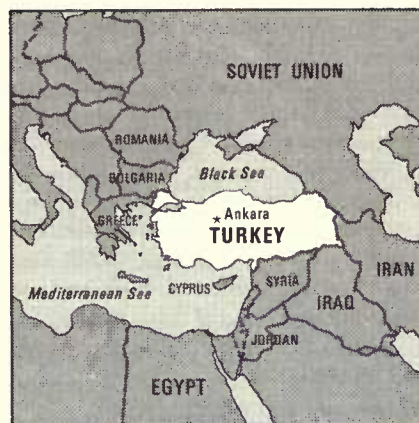 SOVIET UNION
ROMANIA
BULGARIA
Black Sea
GREECE
Ankara
TURKEY
IRAN
Mediterranean Sea
CYPRUS
SYRIA
IRAQ
JORDAN
EGYPT